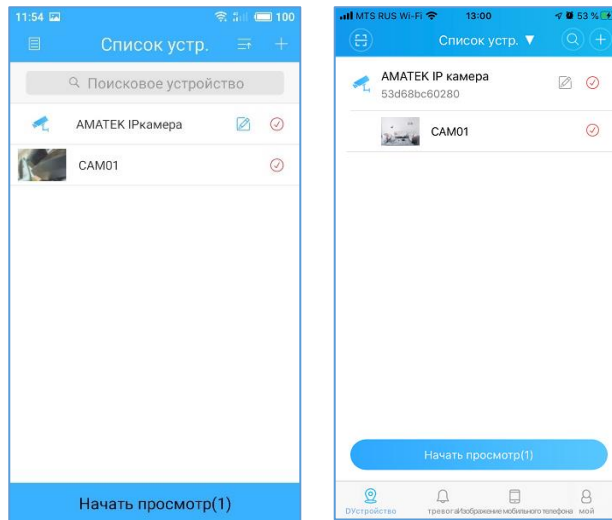 11:54
100
Список устр.
Поисковое устройство
AMATEK IPкамера
CAM01
Начать просмотр(1)
MTS RUS Wi-Fi
13:00
53 %
Список устр. ▼
AMATEK IP камера
53d68bc60280
CAM01
Начать просмотр(1)
DУстройство
тревога
Изображение мобильного телефона
мой